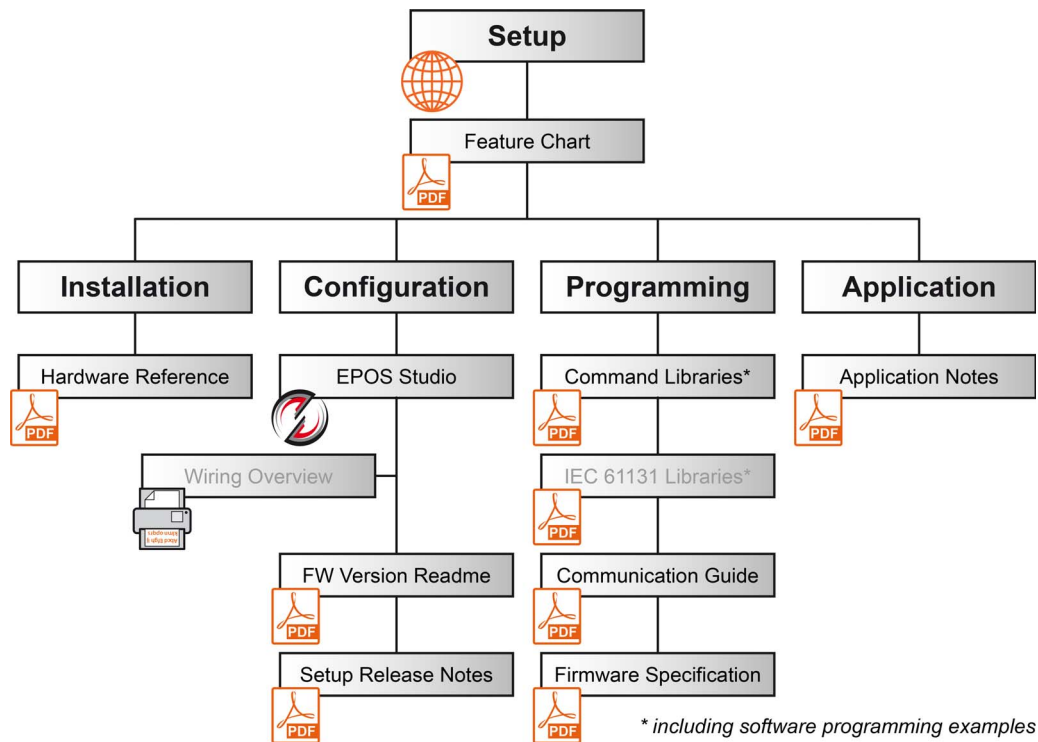 Setup
Feature Chart
PDF
Installation
Configuration
Programming
Application
Hardware Reference
EPOS Studio
Command Libraries*
Application Notes
PDF
PDF
PDF
Wiring Overview
IEC 61131 Libraries*
PDF
FW Version Readme
Communication Guide
PDF
PDF
Setup Release Notes
Firmware Specification
PDF
PDF
* including software programming examples